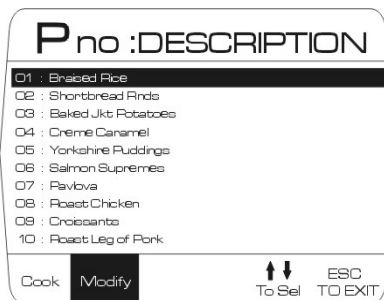 P no :DESCRIPTION
01 : Braised Rice
02 : Shortbread Rnds
03 : Baked Jkt Potatoes
04 : Creme Caramel
05 : Yorkshire Puddings
06 : Salmon Supremes
07 : Pavlova
08 : Roast Chicken
09 : Croissants
10 : Roast Leg of Pork
Cook Modify To Sel ESC TO EXIT